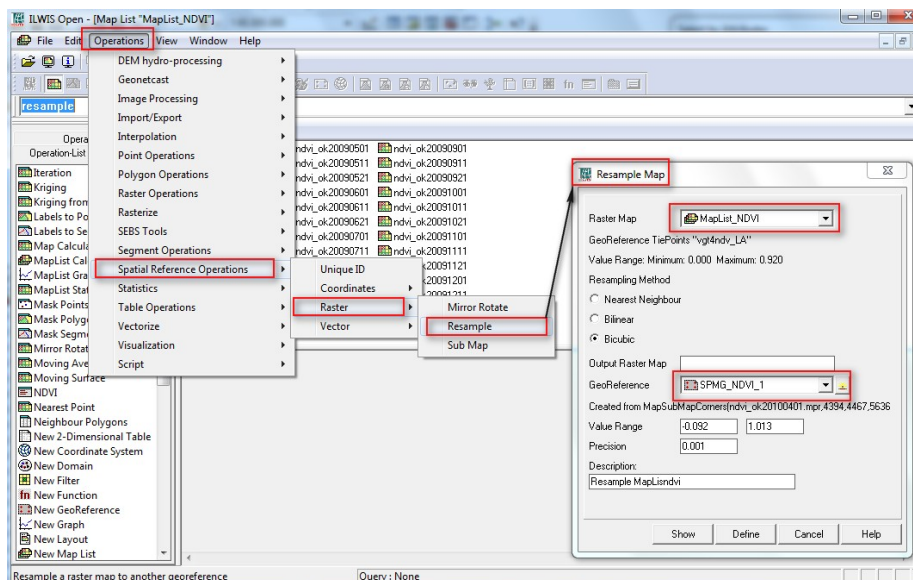 ILWIS Open - [Map List "MapList_NDVI"]
File Edit Operations View Window Help
resample
DEM hydro-processing
Geonetcast
Image Processing
Import/Export
Interpolation
Point Operations
Polygon Operations
Raster Operations
Rasterize
SEBS Tools
Segment Operations
Spatial Reference Operations
Statistics
Table Operations
Vectorize
Visualization
Script
Unique ID
Coordinates
Raster
Vector
Mirror Rotate
Resample
Sub Map
Opera
Operation-List
Iteration
Kriging
Kriging from
Labels to Po
Labels to Se
Map Calcula
MapList Cal
MapList Gra
MapList Stat
Mask Points
Mask Polyg
Mask Segm
Mirror Rotat
Moving Ave
Moving Surface
NDVI
Nearest Point
Neighbour Polygons
New 2-Dimensional Table
New Coordinate System
New Domain
New Filter
fn New Function
New GeoReference
New Graph
New Layout
New Map List
ndvi_ok20090501 ndvi_ok20090901
ndvi_ok20090511 ndvi_ok20090911
ndvi_ok20090521 ndvi_ok20090921
ndvi_ok20090601 ndvi_ok20091001
ndvi_ok20090611 ndvi_ok20091011
ndvi_ok20090621 ndvi_ok20091021
ndvi_ok20090701 ndvi_ok20091101
ndvi_ok20090711 ndvi_ok20091111
k20091121
k20091201
k20091211
Resample Map
Raster Map MapList_NDVI
GeoReference TiePoints "vgt4ndv_LA"
Value Range: Minimum: 0.000 Maximum: 0.920
Resampling Method
Nearest Neighbour
Bilinear
Bicubic
Output Raster Map
GeoReference SPMG_NDVI_1
Created from MapSubMapCorners(ndvi_ok20100401.mpr,4394,4467,5636
Value Range -0.092 1.013
Precision 0.001
Description:
Resample MapLisndvi
Show Define Cancel Help
Resample a raster map to another georeference
Query : None